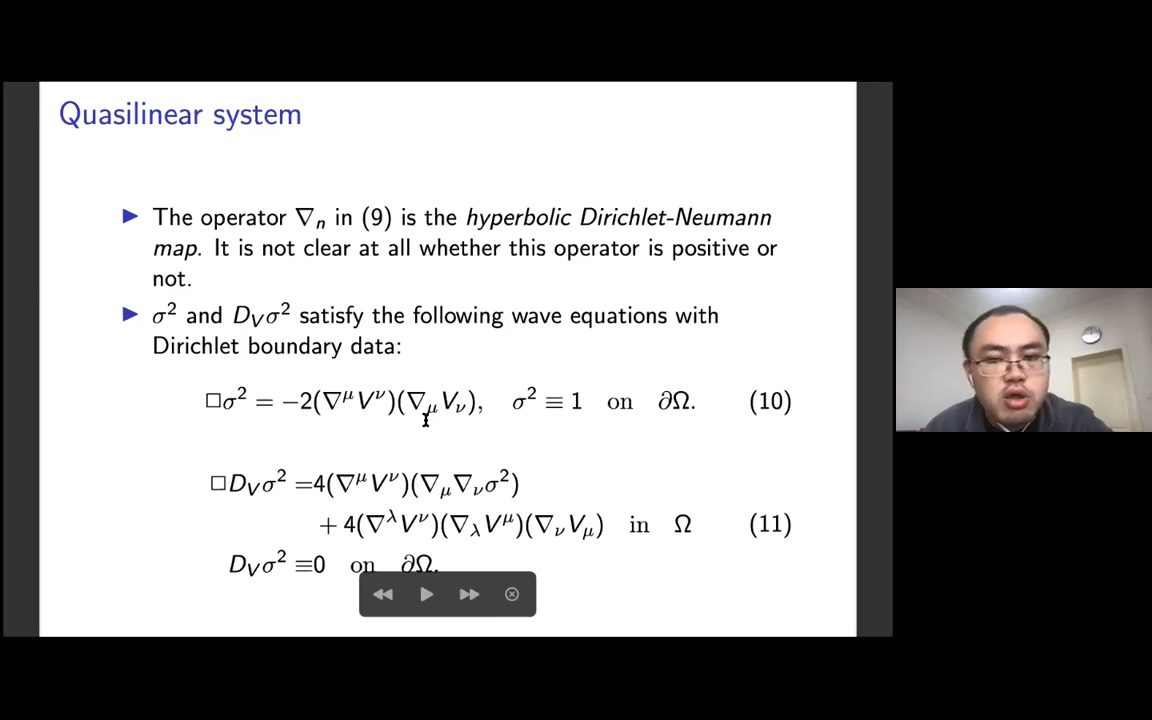 Quasilinear system
▶ The operator ∇ₙ in (9) is the hyperbolic Dirichlet-Neumann
map. It is not clear at all whether this operator is positive or
not.
▶ σ² and D_V σ² satisfy the following wave equations with
Dirichlet boundary data:
□σ² = −2(∇^μ V^ν)(∇_μ V_ν), σ² ≡ 1 on ∂Ω. (10)
□D_V σ² =4(∇^μ V^ν)(∇_μ ∇_ν σ²)
+ 4(∇^λ V^ν)(∇_λ V^μ)(∇_ν V_μ) in Ω (11)
D_V σ² ≡0 on ∂Ω.